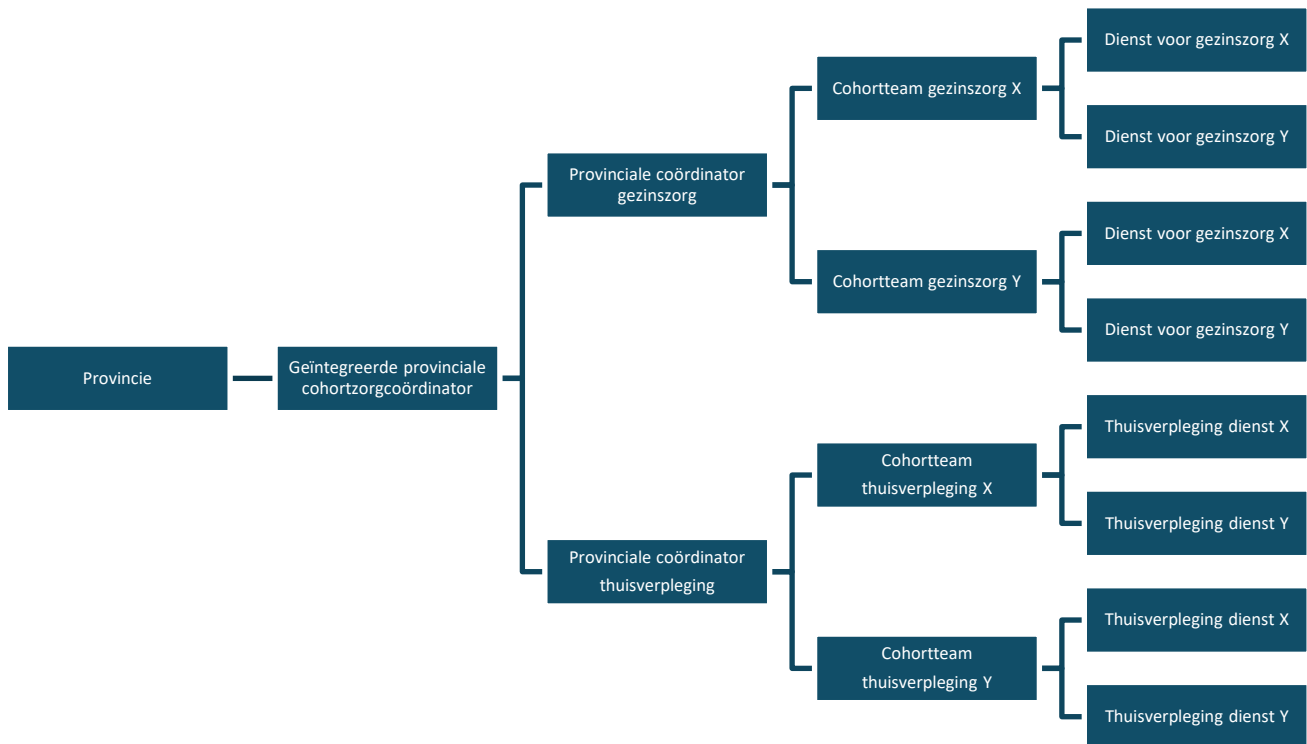 Provincie
Geïntegreerde provinciale
cohortzorgcoördinator
Provinciale coördinator
gezinszorg
Cohortteam gezinszorg X
Dienst voor gezinszorg X
Dienst voor gezinszorg Y
Cohortteam gezinszorg Y
Dienst voor gezinszorg X
Dienst voor gezinszorg Y
Provinciale coördinator
thuisverpleging
Cohortteam
thuisverpleging X
Thuisverpleging dienst X
Thuisverpleging dienst Y
Cohortteam
thuisverpleging Y
Thuisverpleging dienst X
Thuisverpleging dienst Y